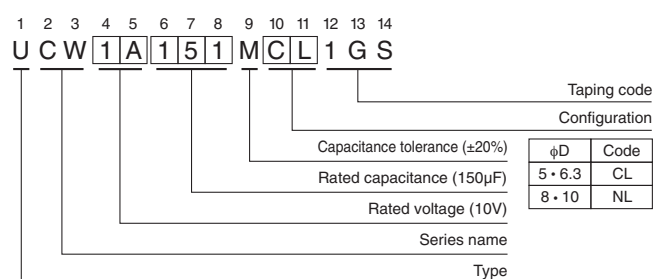 1 2 3 4 5 6 7 8 9 10 11 12 13 14
U C W 1 A 1 5 1 M C L 1 G S
Taping code
Configuration
Capacitance tolerance (±20%)
Rated capacitance (150µF)
Rated voltage (10V)
Series name
Type
ϕD Code
5 • 6.3 CL
8 • 10 NL